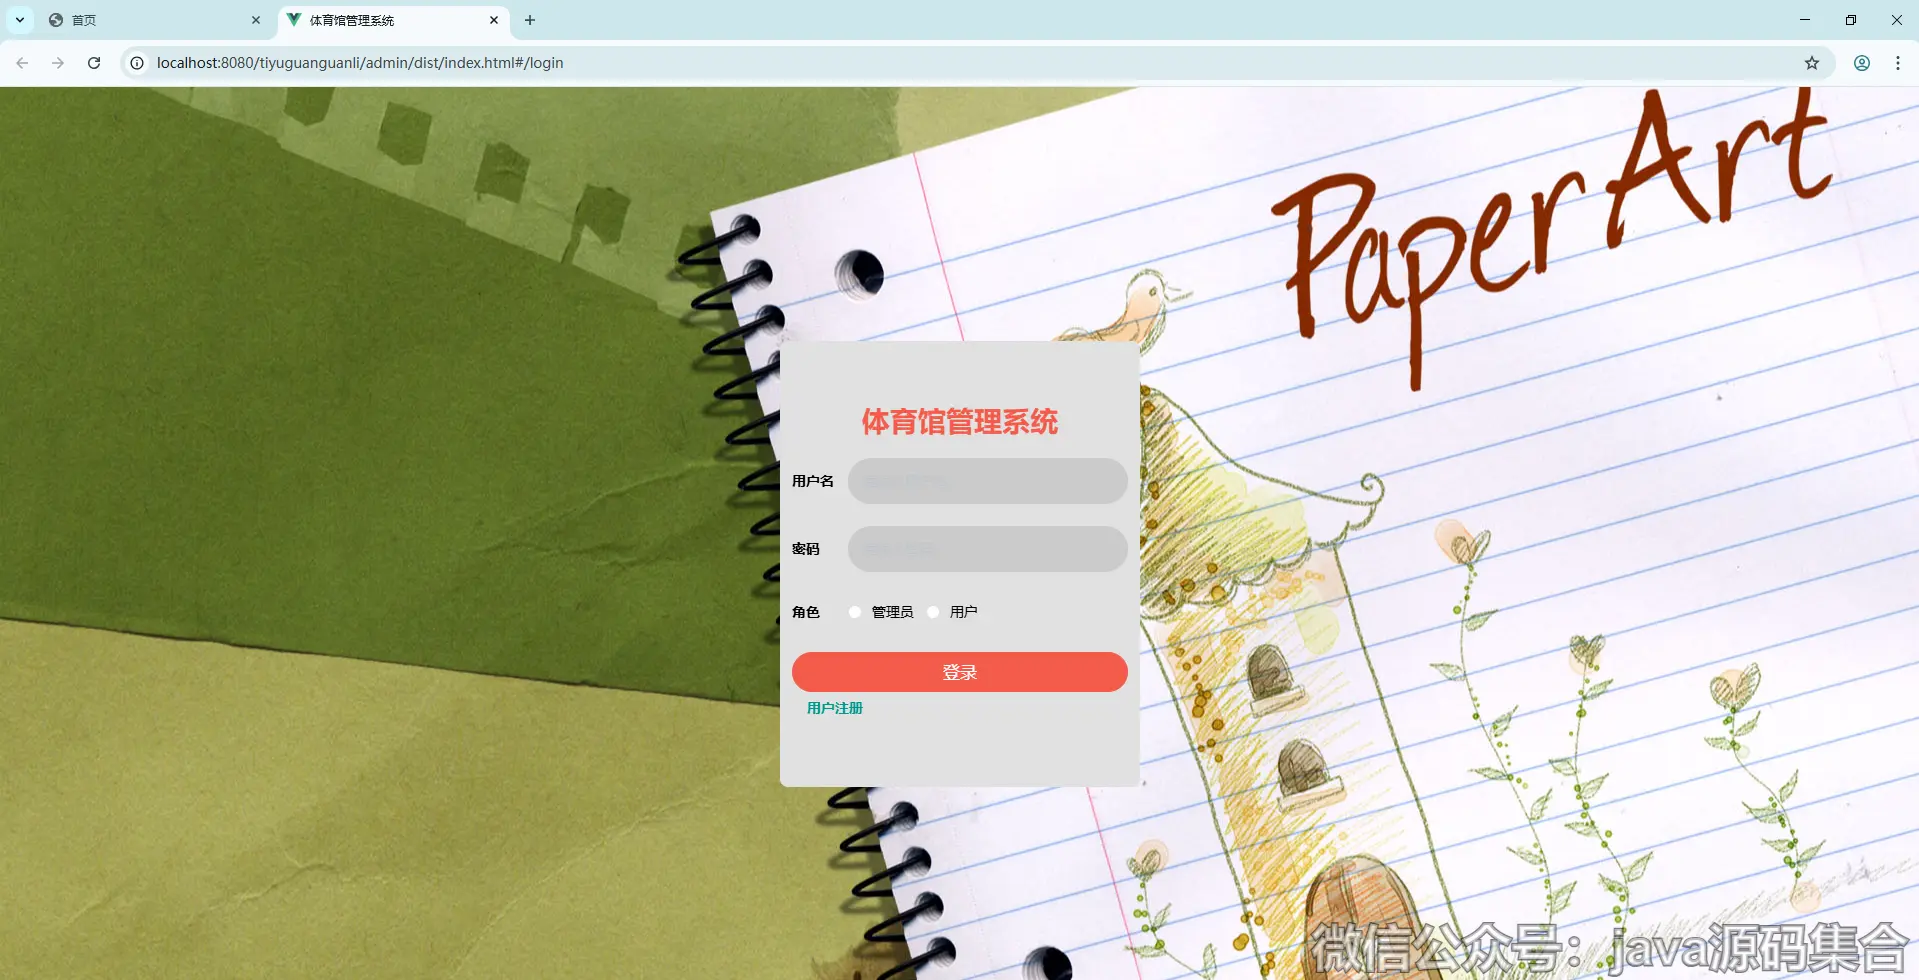 首页
体育馆管理系统
localhost:8080/tiyuguanguanli/admin/dist/index.html#/login
Paper Art
体育馆管理系统
用户名
密码
角色 管理员 用户
登录
用户注册
微信公众号：java源码集合